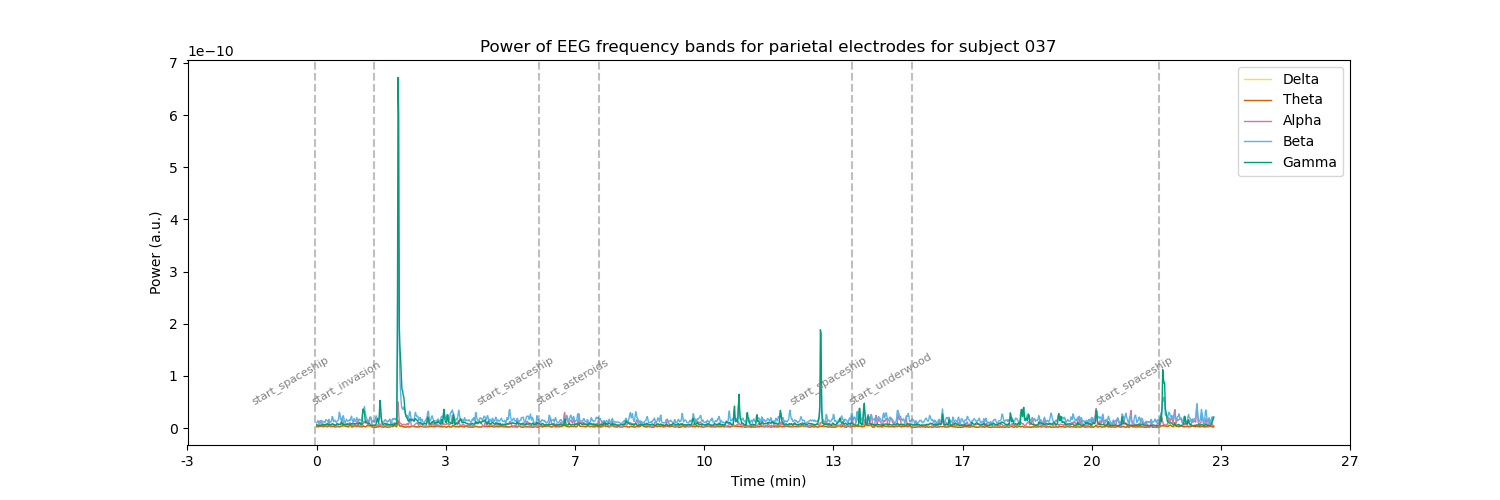 Power of EEG frequency bands for parietal electrodes for subject 037
1e−10
7
6
5
4
3
2
1
0
Power (a.u.)
Delta
Theta
Alpha
Beta
Gamma
start_spaceship
start_invasion
start_spaceship
start_asteroids
start_spaceship
start_underwood
start_spaceship
-3 0 3 7 10 13 17 20 23 27
Time (min)